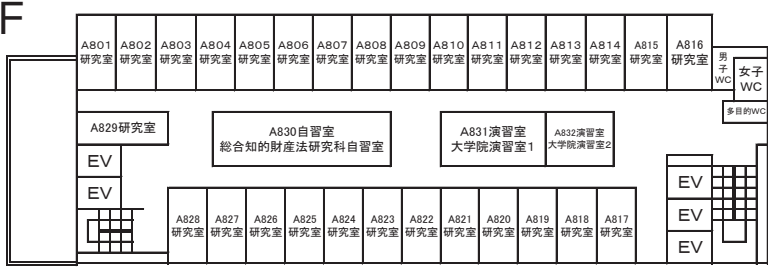 F
A801
研究室
A802
研究室
A803
研究室
A804
研究室
A805
研究室
A806
研究室
A807
研究室
A808
研究室
A809
研究室
A810
研究室
A811
研究室
A812
研究室
A813
研究室
A814
研究室
A815
研究室
A816
研究室
男子
WC
女子
WC
多目的WC
A829研究室
A830自習室
総合知的財産法研究科自習室
A831演習室
大学院演習室1
A832演習室
大学院演習室2
EV
EV
EV
EV
EV
A828
研究室
A827
研究室
A826
研究室
A825
研究室
A824
研究室
A823
研究室
A822
研究室
A821
研究室
A820
研究室
A819
研究室
A818
研究室
A817
研究室